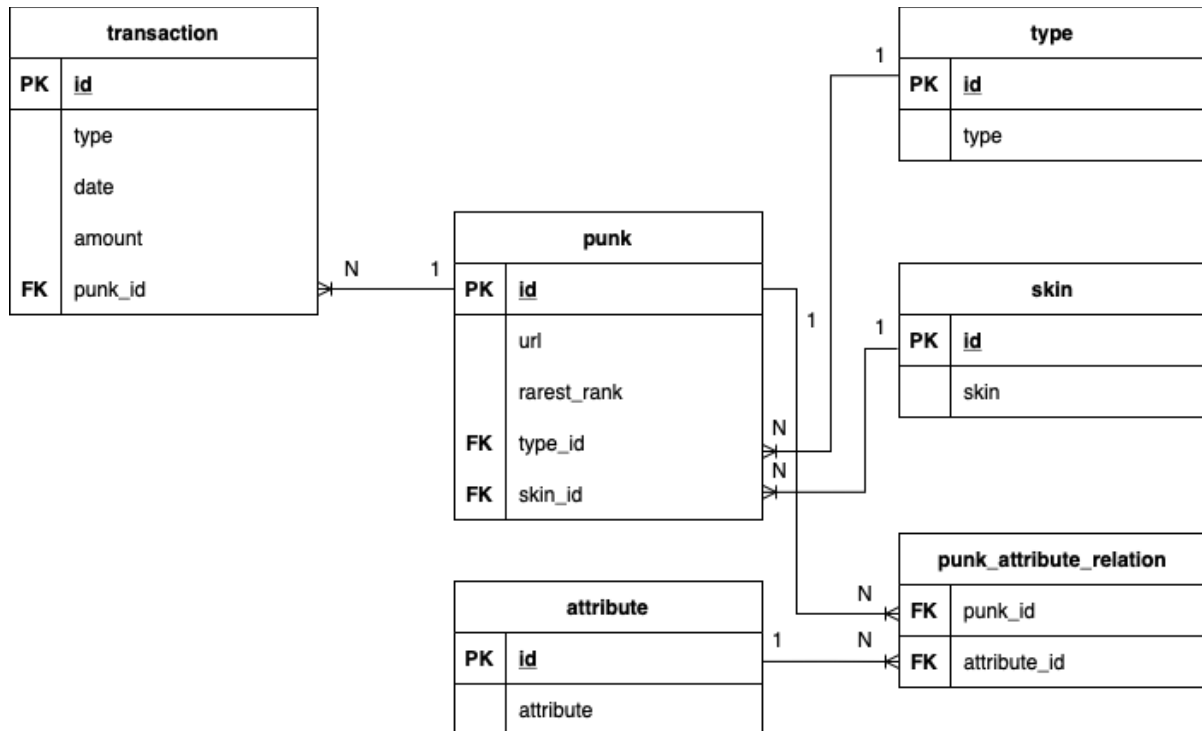 transaction
PK id
type
date
amount
FK punk_id
N 1
punk
PK id
url
rarest_rank
FK type_id
FK skin_id
1
N
N
type
PK id
type
1
skin
PK id
skin
1
attribute
PK id
attribute
1 N
N
punk_attribute_relation
FK punk_id
FK attribute_id